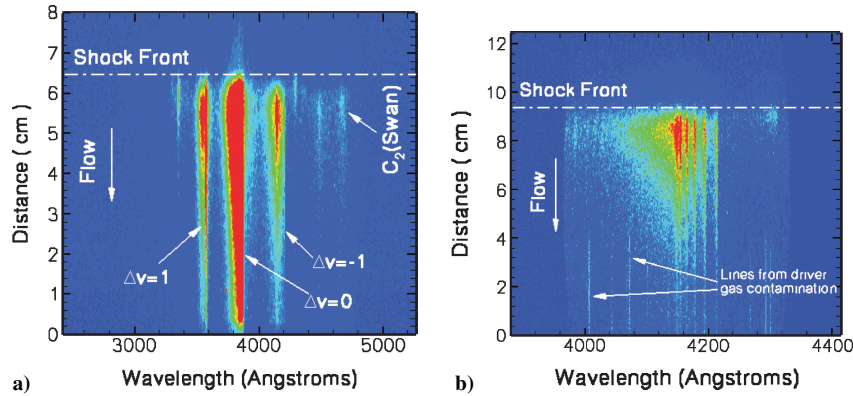 8
7
6
5
4
3
2
1
0
Distance ( cm )
Shock Front
Flow
C2(Swan)
△v=1
△v=0
△v=-1
3000
4000
5000
Wavelength (Angstroms)
a)
12
10
8
6
4
2
0
Distance ( cm )
Shock Front
Flow
Lines from driver
gas contamination
4000
4200
4400
Wavelength (Angstroms)
b)